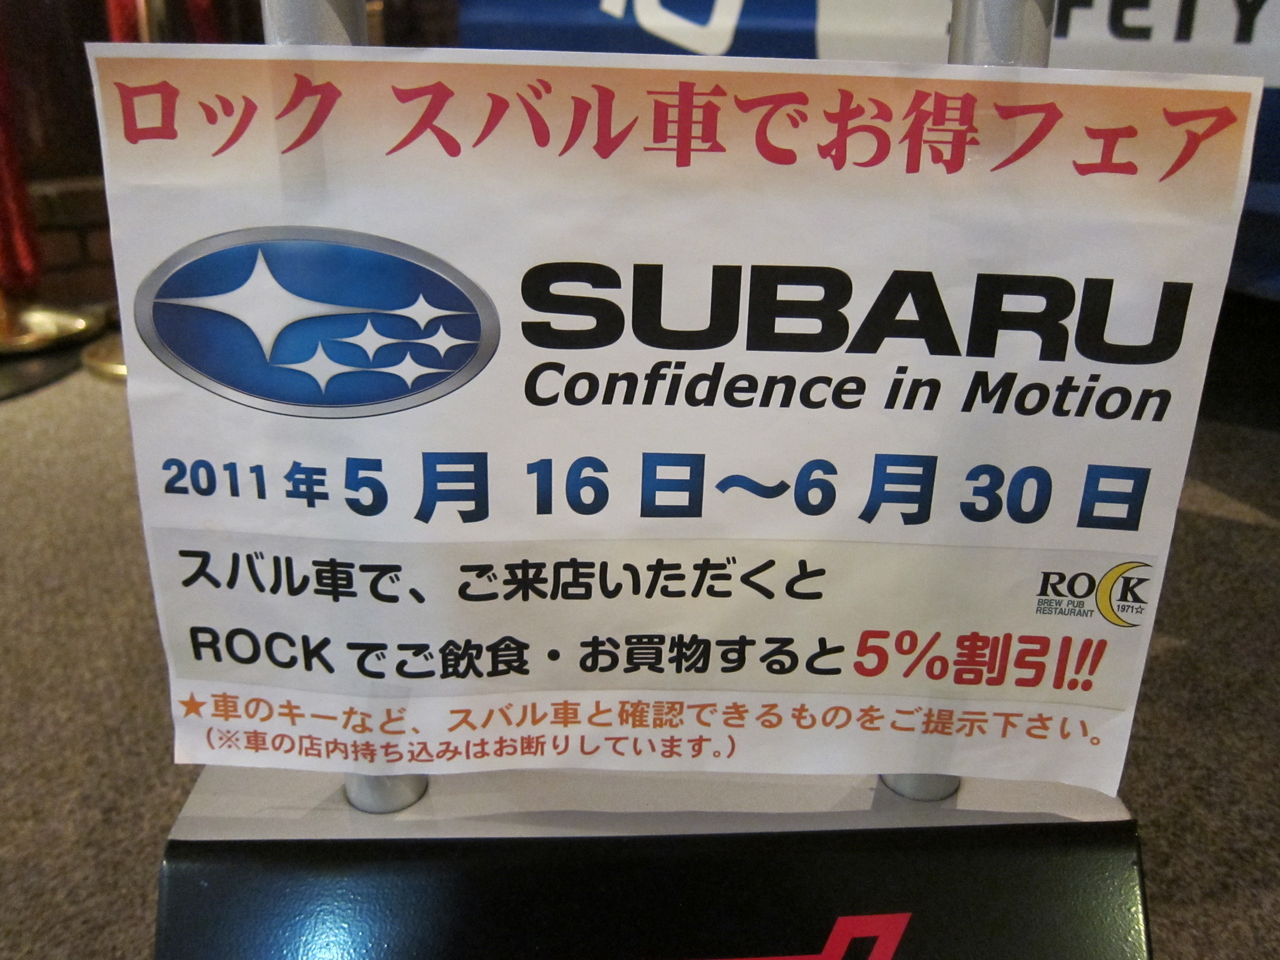 FETY
ロック スバル車でお得フェア
SUBARU
Confidence in Motion
2011年5月16日～6月30日
スバル車で、ご来店いただくと
ROCK
BREW PUB
RESTAURANT
1971☆
ROCKでご飲食・お買物すると5%割引!!
★車のキーなど、スバル車と確認できるものをご提示下さい。
(※車の店内持ち込みはお断りしています。)